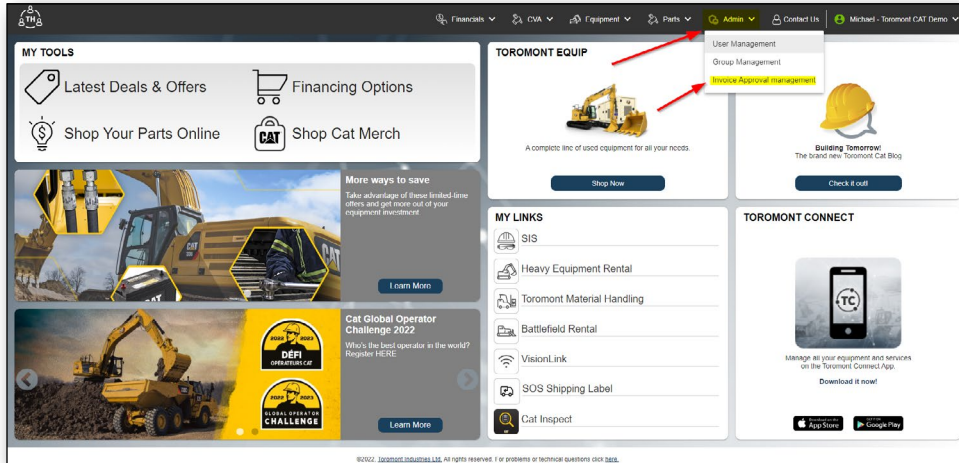 TH
Financials
CVA
Equipment
Parts
Admin
Contact Us
Michael - Toromont CAT Demo
User Management
Group Management
Invoice Approval management
MY TOOLS
Latest Deals & Offers
Financing Options
Shop Your Parts Online
CAT
Shop Cat Merch
TOROMONT EQUIP
A complete line of used equipment for all your needs.
Shop Now
Building Tomorrow!
The brand new Toromont Cat Blog
Check it out!
More ways to save
Take advantage of these limited-time
offers and get more out of your
equipment investment
Learn More
Cat Global Operator
Challenge 2022
Who's the best operator in the world?
Register HERE
Learn More
2022 2023
DÉFI
OPÉRATEURS CAT
2022 2023
GLOBAL OPERATOR
CHALLENGE
MY LINKS
SIS
Heavy Equipment Rental
Toromont Material Handling
Battlefield Rental
VisionLink
SOS Shipping Label
Cat Inspect
TOROMONT CONNECT
TC
Manage all your equipment and services
on the Toromont Connect App.
Download it now!
App Store
Google Play
©2022. Toromont Industries Ltd. All rights reserved. For problems or technical questions click here.